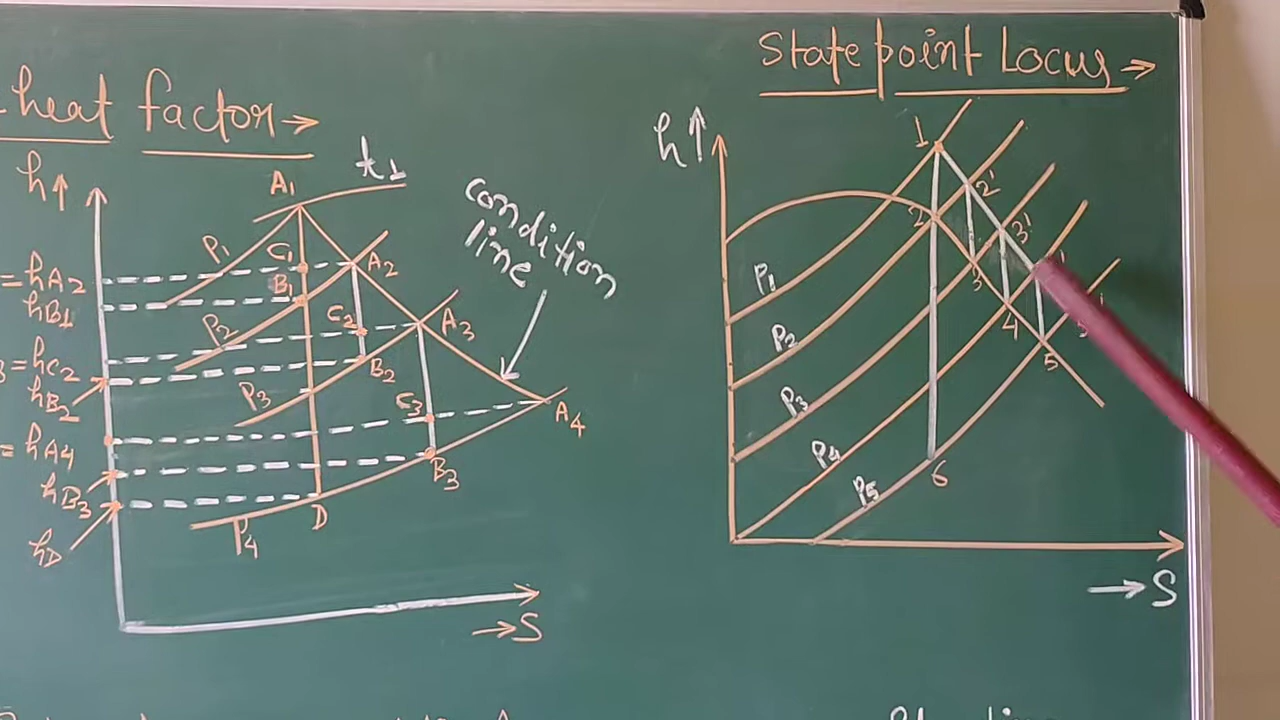 heat factor →
h↑
t1
A1
P1
C1
A2
= hA2
B1
hB1
P2
C2
A3
= hC2
B2
hB2
P3
C3
A4
= hA4
hB3
B3
hD
P4
D
→ S
condition
line
State point Locus →
h↑
1
2'
2
3'
3
P1
P2
4
P3
5
P4
P5
6
→ S